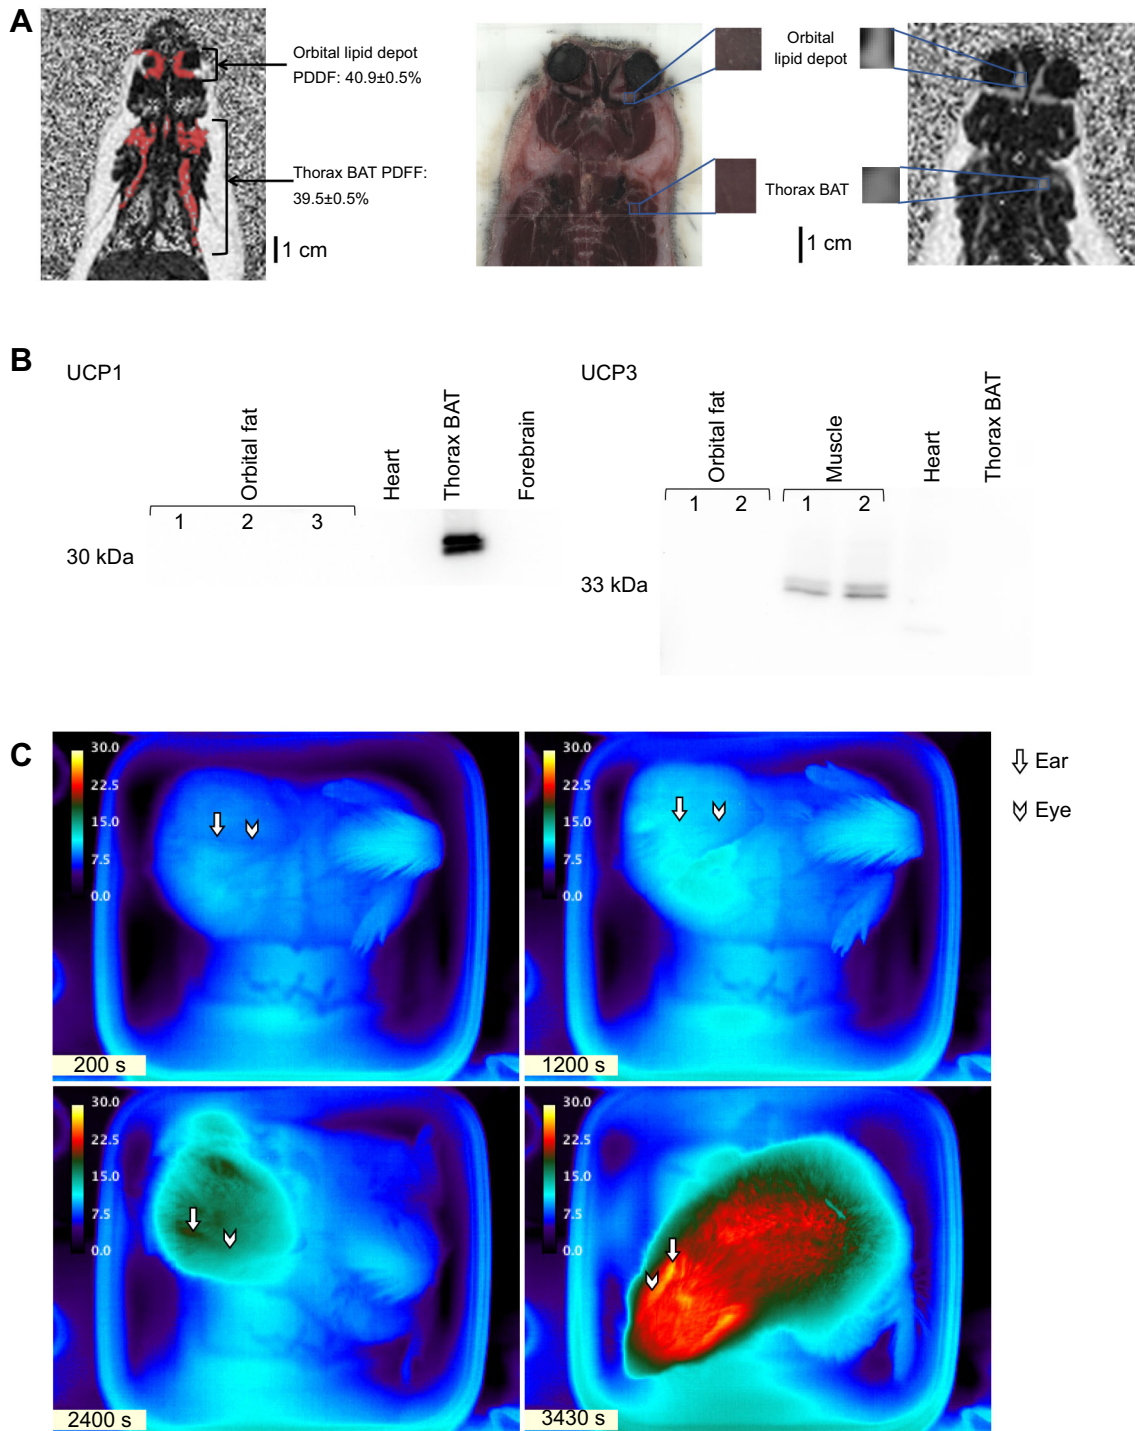 A
Orbital lipid depot
PDDF: 40.9±0.5%
Thorax BAT PDFF:
39.5±0.5%
1 cm
Orbital
lipid depot
Thorax BAT
1 cm
B
UCP1
Orbital fat
Heart
Thorax BAT
Forebrain
1 2 3
30 kDa
UCP3
Orbital fat
Muscle
Heart
Thorax BAT
1 2 1 2
33 kDa
C
30.0
22.5
15.0
7.5
0.0
200 s
30.0
22.5
15.0
7.5
0.0
1200 s
Ear
Eye
30.0
22.5
15.0
7.5
0.0
2400 s
30.0
22.5
15.0
7.5
0.0
3430 s